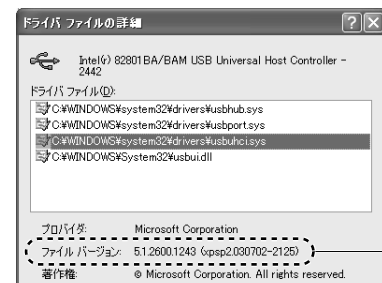 ドライバ ファイルの詳細
Intel(r) 82801BA/BAM USB Universal Host Controller -
2442
ドライバ ファイル(D):
C:¥WINDOWS¥system32¥drivers¥usbhub.sys
C:¥WINDOWS¥system32¥drivers¥usbport.sys
C:¥WINDOWS¥system32¥drivers¥usbuhci.sys
C:¥WINDOWS¥System32¥usbui.dll
プロバイダ: Microsoft Corporation
ファイル バージョン: 5.1.2600.1243 (xpsp2.030702-2125)
著作権: © Microsoft Corporation. All rights reserved.